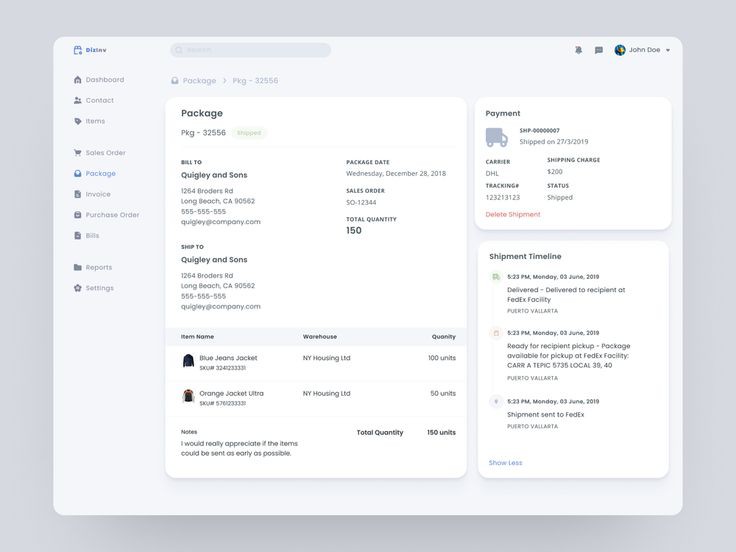 DizInv
Search
John Doe
Dashboard
Contact
Items
Sales Order
Package
Invoice
Purchase Order
Bills
Reports
Settings
Package > Pkg - 32556
Package
Pkg - 32556 Shipped
BILL TO
Quigley and Sons
1264 Broders Rd
Long Beach, CA 90562
555-555-555
quigley@company.com
PACKAGE DATE
Wednesday, December 28, 2018
SALES ORDER
SO-12344
TOTAL QUANTITY
150
SHIP TO
Quigley and Sons
1264 Broders Rd
Long Beach, CA 90562
555-555-555
quigley@company.com
Item Name Warehouse Quanity
Blue Jeans Jacket NY Housing Ltd 100 units
SKU# 3241233331
Orange Jacket Ultra NY Housing Ltd 50 units
SKU# 5761233331
Notes
I would really appreciate if the items
could be sent as early as possible.
Total Quantity 150 units
Payment
SHP-00000007
Shipped on 27/3/2019
CARRIER
DHL
SHIPPING CHARGE
$200
TRACKING#
123213123
STATUS
Shipped
Delete Shipment
Shipment Timeline
5:23 PM, Monday, 03 June, 2019
Delivered - Delivered to recipient at
FedEx Facility
PUERTO VALLARTA
5:23 PM, Monday, 03 June, 2019
Ready for recipient pickup - Package
available for pickup at FedEx Facility:
CARR A TEPIC 5735 LOCAL 39, 40
PUERTO VALLARTA
5:23 PM, Monday, 03 June, 2019
Shipment sent to FedEx
PUERTO VALLARTA
Show Less